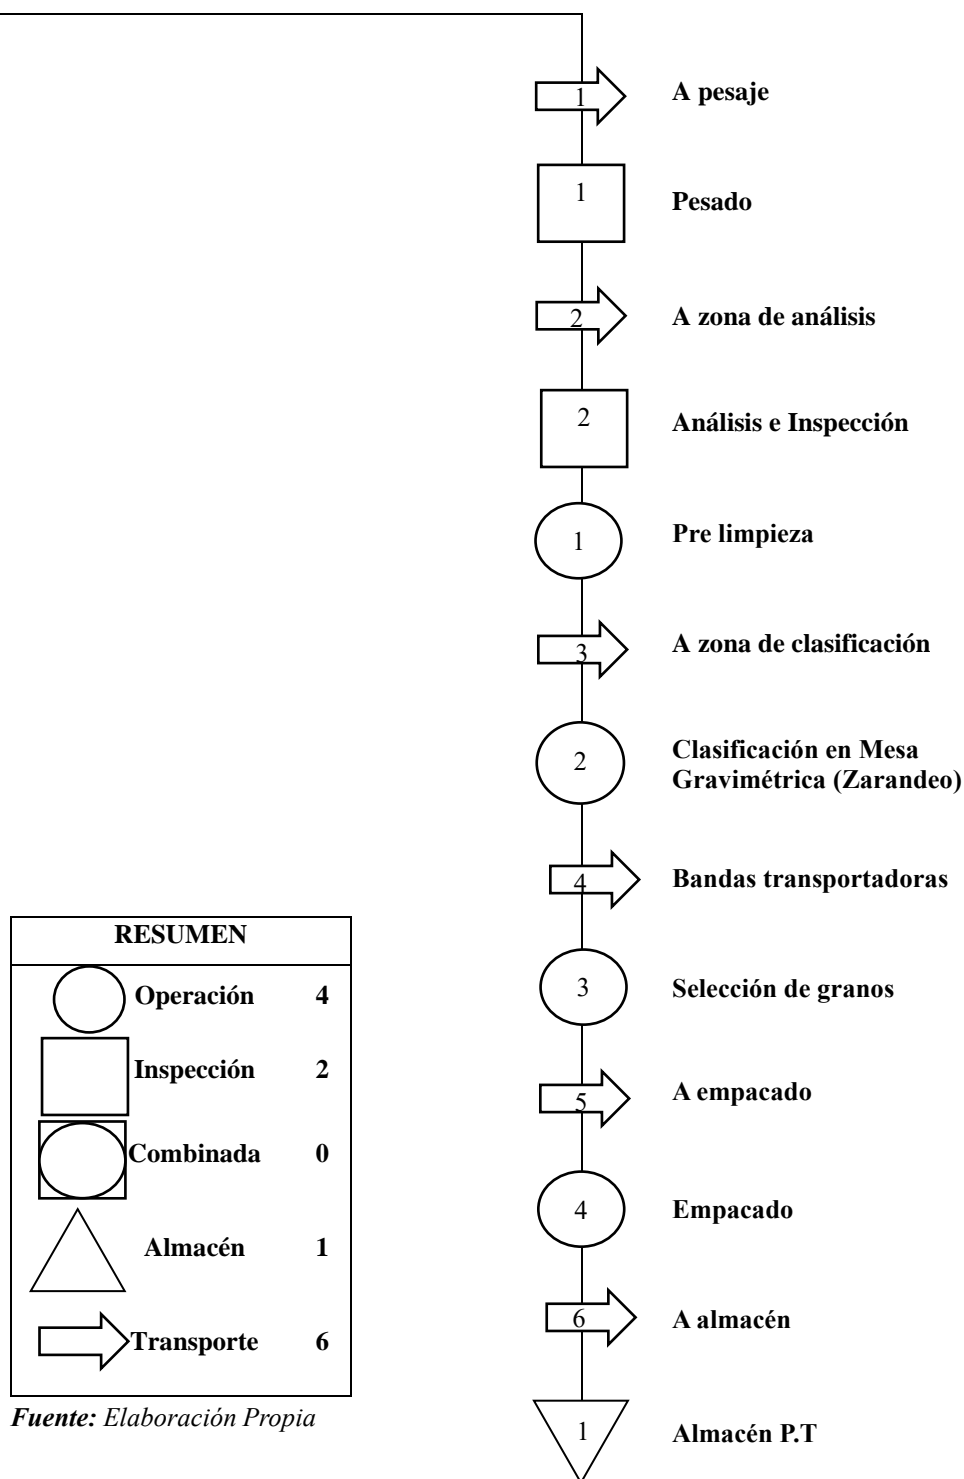 1 A pesaje
1 Pesado
2 A zona de análisis
2 Análisis e Inspección
1 Pre limpieza
3 A zona de clasificación
2 Clasificación en Mesa
Gravimétrica (Zarandeo)
4 Bandas transportadoras
3 Selección de granos
5 A empacado
4 Empacado
6 A almacén
1 Almacén P.T
RESUMEN
Operación 4
Inspección 2
Combinada 0
Almacén 1
Transporte 6
Fuente: Elaboración Propia